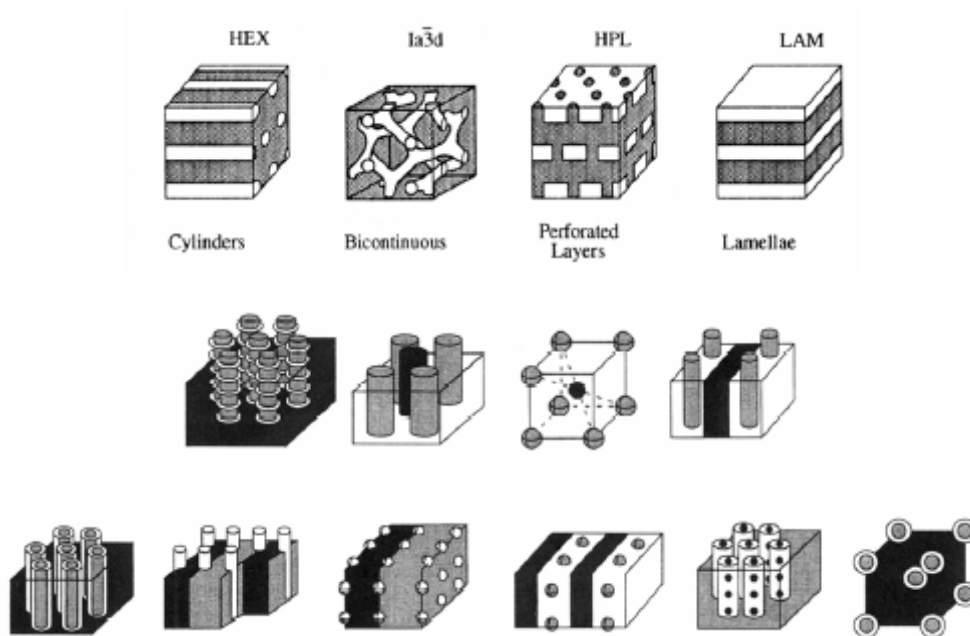 HEX
Ia3̄d
HPL
LAM
Cylinders
Bicontinuous
Perforated
Layers
Lamellae